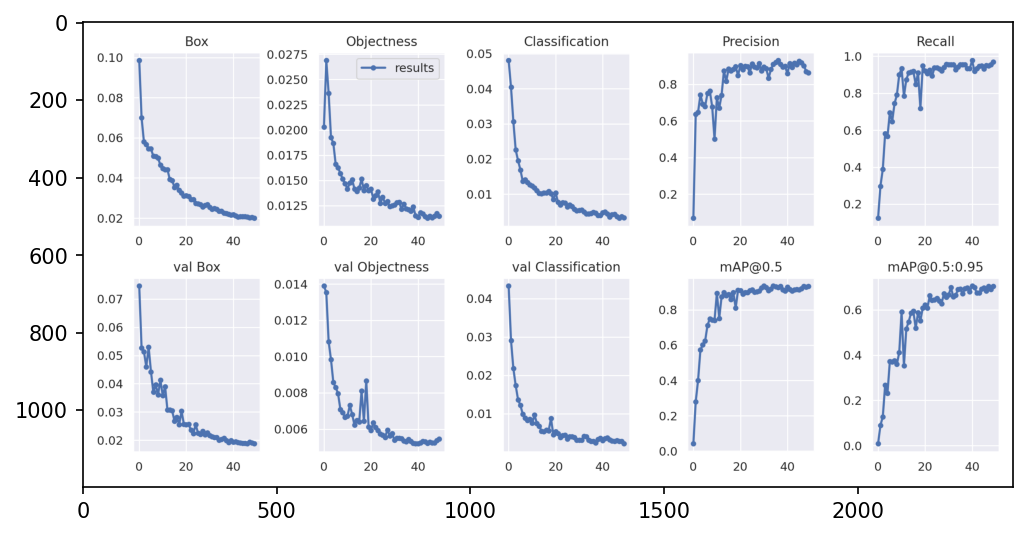 0
200
400
600
800
1000
0 500 1000 1500 2000
Box
0.10
0.08
0.06
0.04
0.02
0 20 40
Objectness
results
0.0275
0.0250
0.0225
0.0200
0.0175
0.0150
0.0125
0 20 40
Classification
0.05
0.04
0.03
0.02
0.01
0 20 40
Precision
0.8
0.6
0.4
0.2
0 20 40
Recall
1.0
0.8
0.6
0.4
0.2
0 20 40
val Box
0.07
0.06
0.05
0.04
0.03
0.02
0 20 40
val Objectness
0.014
0.012
0.010
0.008
0.006
0 20 40
val Classification
0.04
0.03
0.02
0.01
0 20 40
mAP@0.5
0.8
0.6
0.4
0.2
0.0
0 20 40
mAP@0.5:0.95
0.6
0.4
0.2
0.0
0 20 40